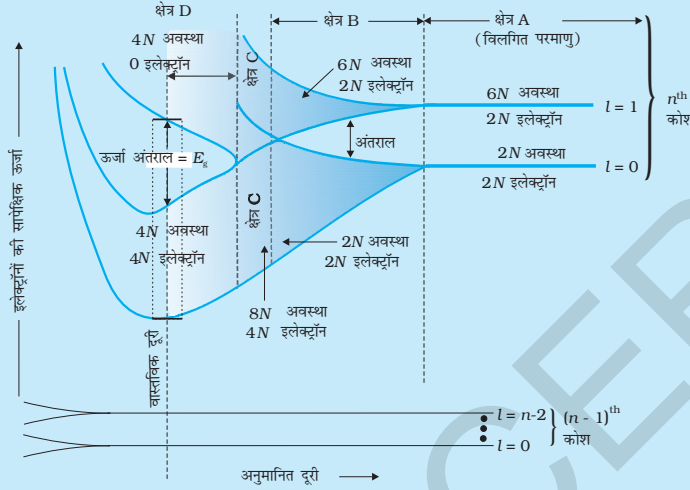 क्षेत्र D
4N अवस्था
0 इलेक्ट्रॉन
क्षेत्र C
क्षेत्र B
क्षेत्र A
(विलगित परमाणु)
6N अवस्था
2N इलेक्ट्रॉन
6N अवस्था
2N इलेक्ट्रॉन
l = 1
nth
कोश
अंतराल
ऊर्जा अंतराल = Eg
2N अवस्था
2N इलेक्ट्रॉन
l = 0
इलेक्ट्रॉनों की सापेक्षिक ऊर्जा
4N अवस्था
4N इलेक्ट्रॉन
क्षेत्र C
2N अवस्था
2N इलेक्ट्रॉन
8N अवस्था
4N इलेक्ट्रॉन
वास्तविक दूरी
l = n-2
(n - 1)th
कोश
l = 0
अनुमानित दूरी
CER